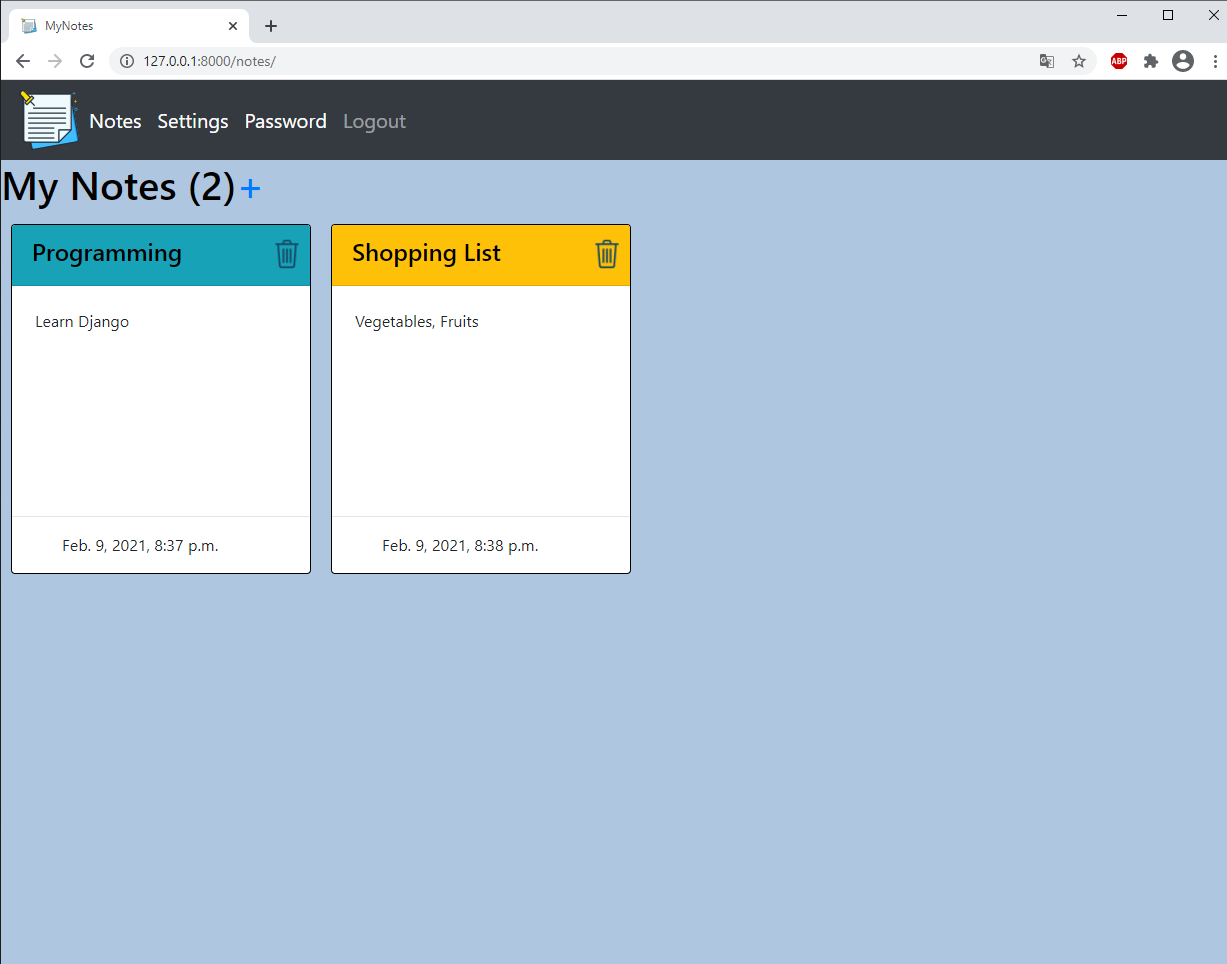 MyNotes
127.0.0.1:8000/notes/
ABP
Notes Settings Password Logout
My Notes (2)+
Programming
Learn Django
Feb. 9, 2021, 8:37 p.m.
Shopping List
Vegetables, Fruits
Feb. 9, 2021, 8:38 p.m.